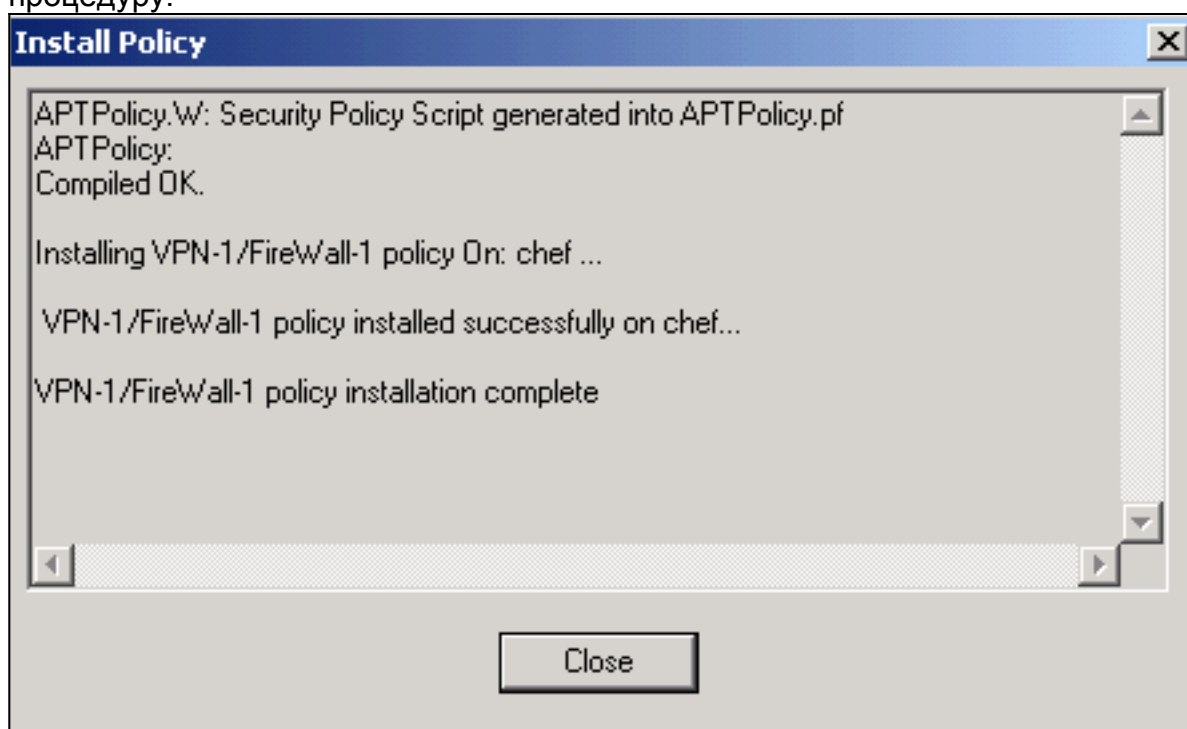 процедуру.
Install Policy
APTPolicy.W: Security Policy Script generated into APTPolicy.pf
APTPolicy:
Compiled OK.
Installing VPN-1/FireWall-1 policy On: chef ...
VPN-1/FireWall-1 policy installed successfully on chef...
VPN-1/FireWall-1 policy installation complete
Close